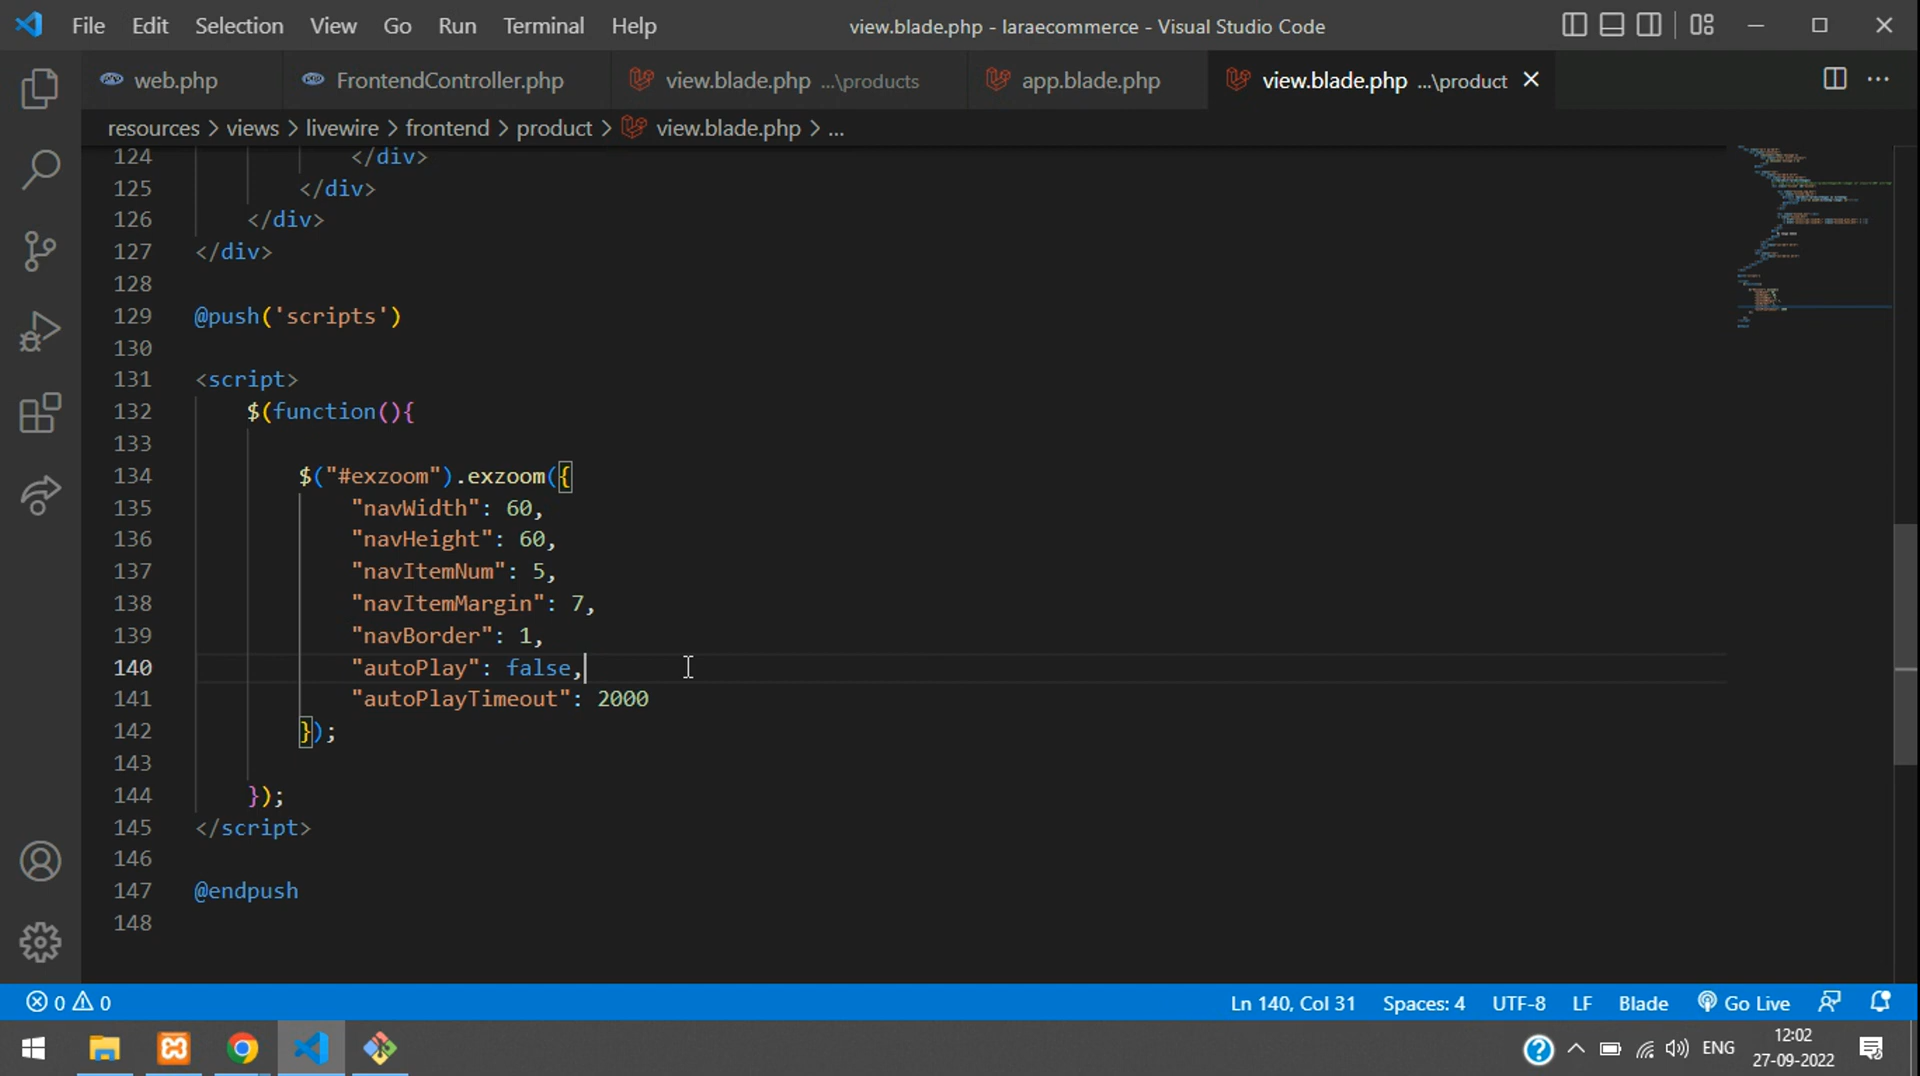 File Edit Selection View Go Run Terminal Help view.blade.php - laraecommerce - Visual Studio Code
web.php FrontendController.php view.blade.php ...\products app.blade.php view.blade.php ...\product
resources > views > livewire > frontend > product > view.blade.php > ...
124 </div>
125 </div>
126 </div>
127 </div>
128
129 @push('scripts')
130
131 <script>
132 $(function(){
133
134 $("#exzoom").exzoom({
135 "navWidth": 60,
136 "navHeight": 60,
137 "navItemNum": 5,
138 "navItemMargin": 7,
139 "navBorder": 1,
140 "autoPlay": false,
141 "autoPlayTimeout": 2000
142 });
143
144 });
145 </script>
146
147 @endpush
148
0 0 Ln 140, Col 31 Spaces: 4 UTF-8 LF Blade Go Live
ENG 12:02
27-09-2022